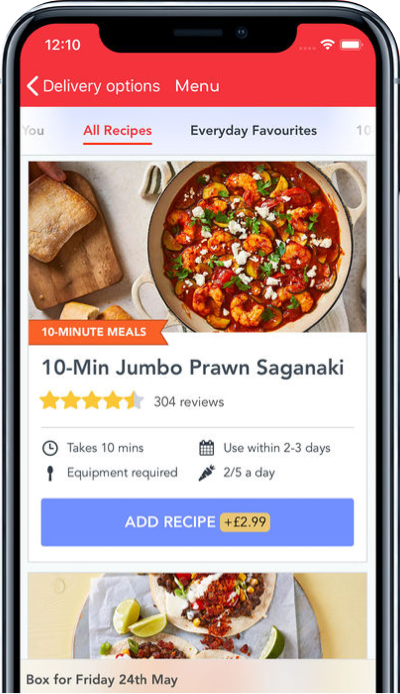 12:10
Delivery options Menu
You All Recipes Everyday Favourites 10
10-MINUTE MEALS
10-Min Jumbo Prawn Saganaki
304 reviews
Takes 10 mins Use within 2-3 days
Equipment required 2/5 a day
ADD RECIPE +£2.99
Box for Friday 24th May